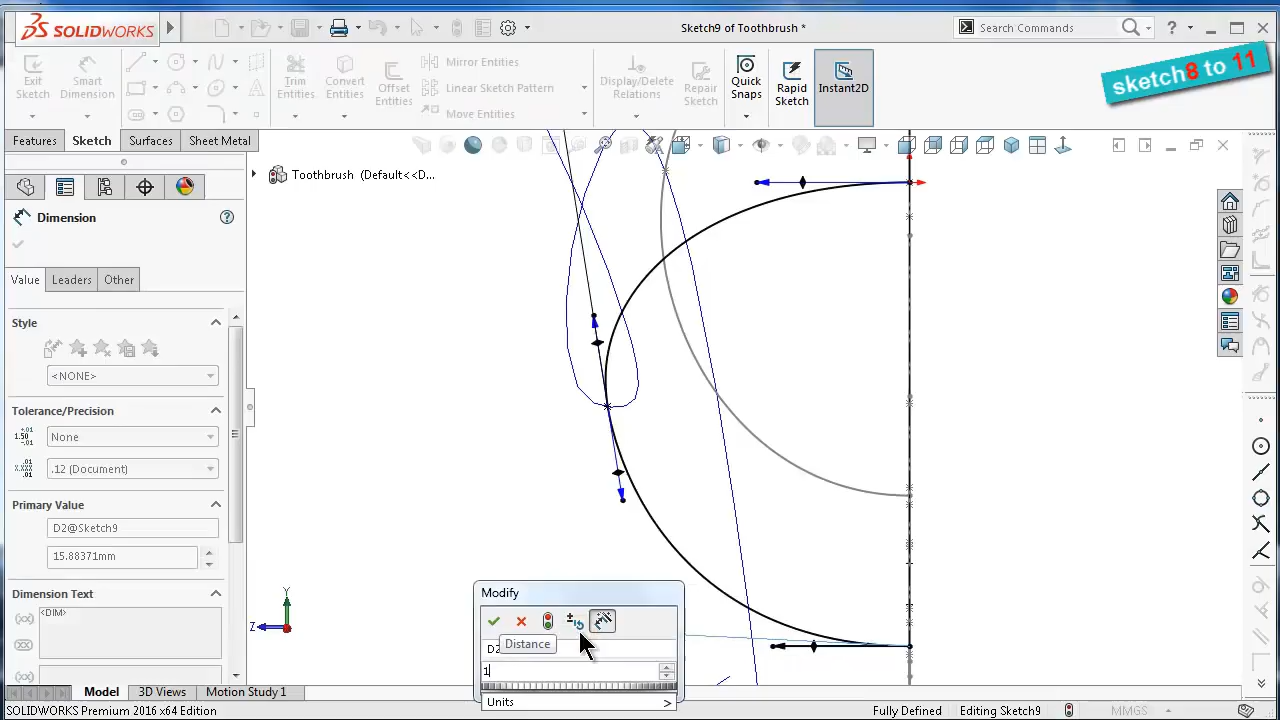 SOLIDWORKS
Sketch9 of Toothbrush *
Search Commands
sketch8 to 11
Exit Sketch
Smart Dimension
Trim Entities
Convert Entities
Offset Entities
Mirror Entities
Linear Sketch Pattern
Move Entities
Display/Delete Relations
Repair Sketch
Quick Snaps
Rapid Sketch
Instant2D
Features
Sketch
Surfaces
Sheet Metal
Toothbrush (Default<<D...
Dimension
Value
Leaders
Other
Style
<NONE>
Tolerance/Precision
None
.12 (Document)
Primary Value
D2@Sketch9
15.88371mm
Dimension Text
<DIM>
Y
Z
Modify
D2
Distance
1
Units
Model
3D Views
Motion Study 1
SOLIDWORKS Premium 2016 x64 Edition
Fully Defined
Editing Sketch9
MMGS